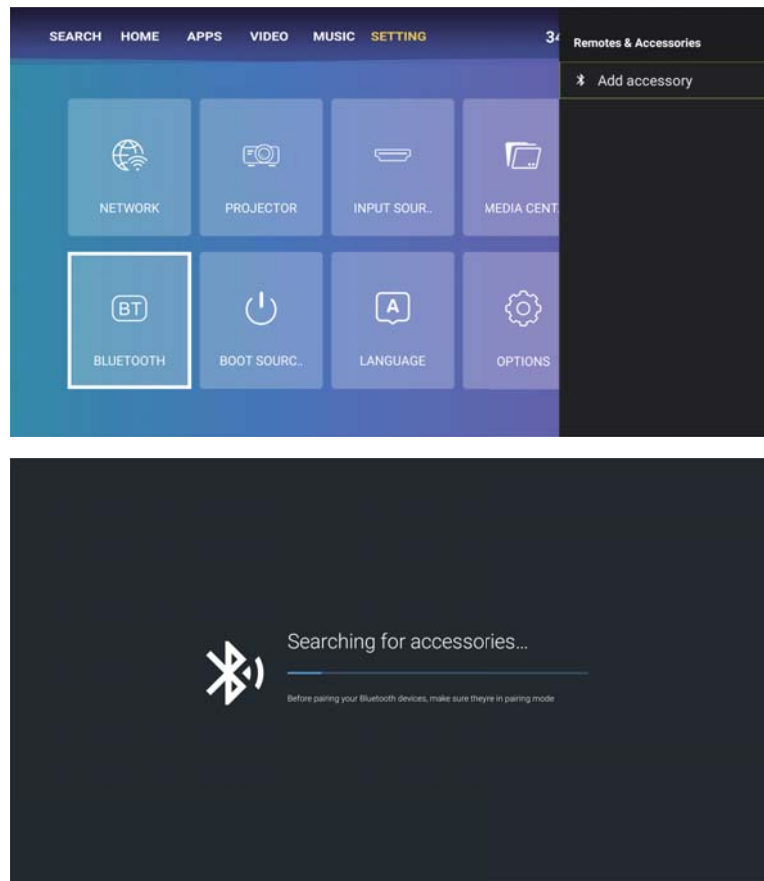 SEARCH HOME APPS VIDEO MUSIC SETTING 34
Remotes & Accessories
Add accessory
NETWORK PROJECTOR INPUT SOUR.. MEDIA CENT
BT A
BLUETOOTH BOOT SOURC.. LANGUAGE OPTIONS
Searching for accessories...
Before pairing your Bluetooth devices, make sure theyre in pairing mode